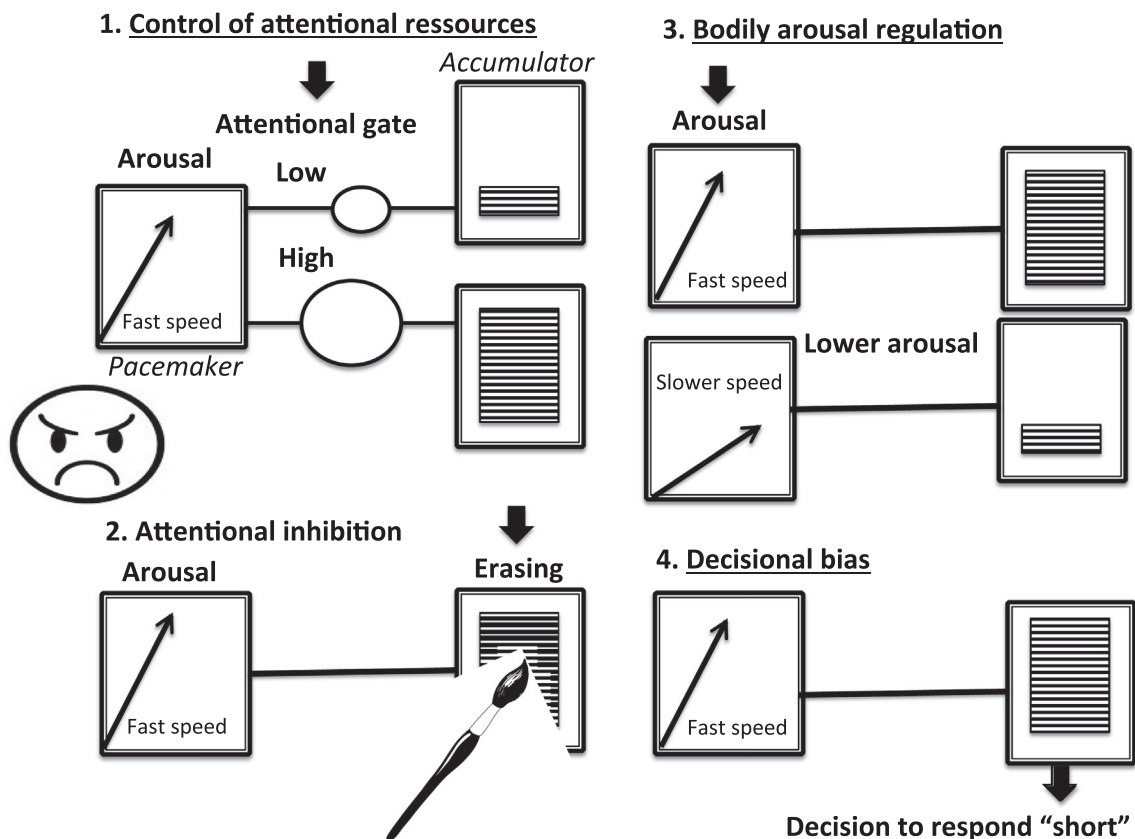 1. Control of attentional ressources
Accumulator
Attentional gate
Arousal
Low
High
Fast speed
Pacemaker
2. Attentional inhibition
Arousal
Erasing
Fast speed
3. Bodily arousal regulation
Arousal
Fast speed
Lower arousal
Slower speed
4. Decisional bias
Fast speed
Decision to respond “short”